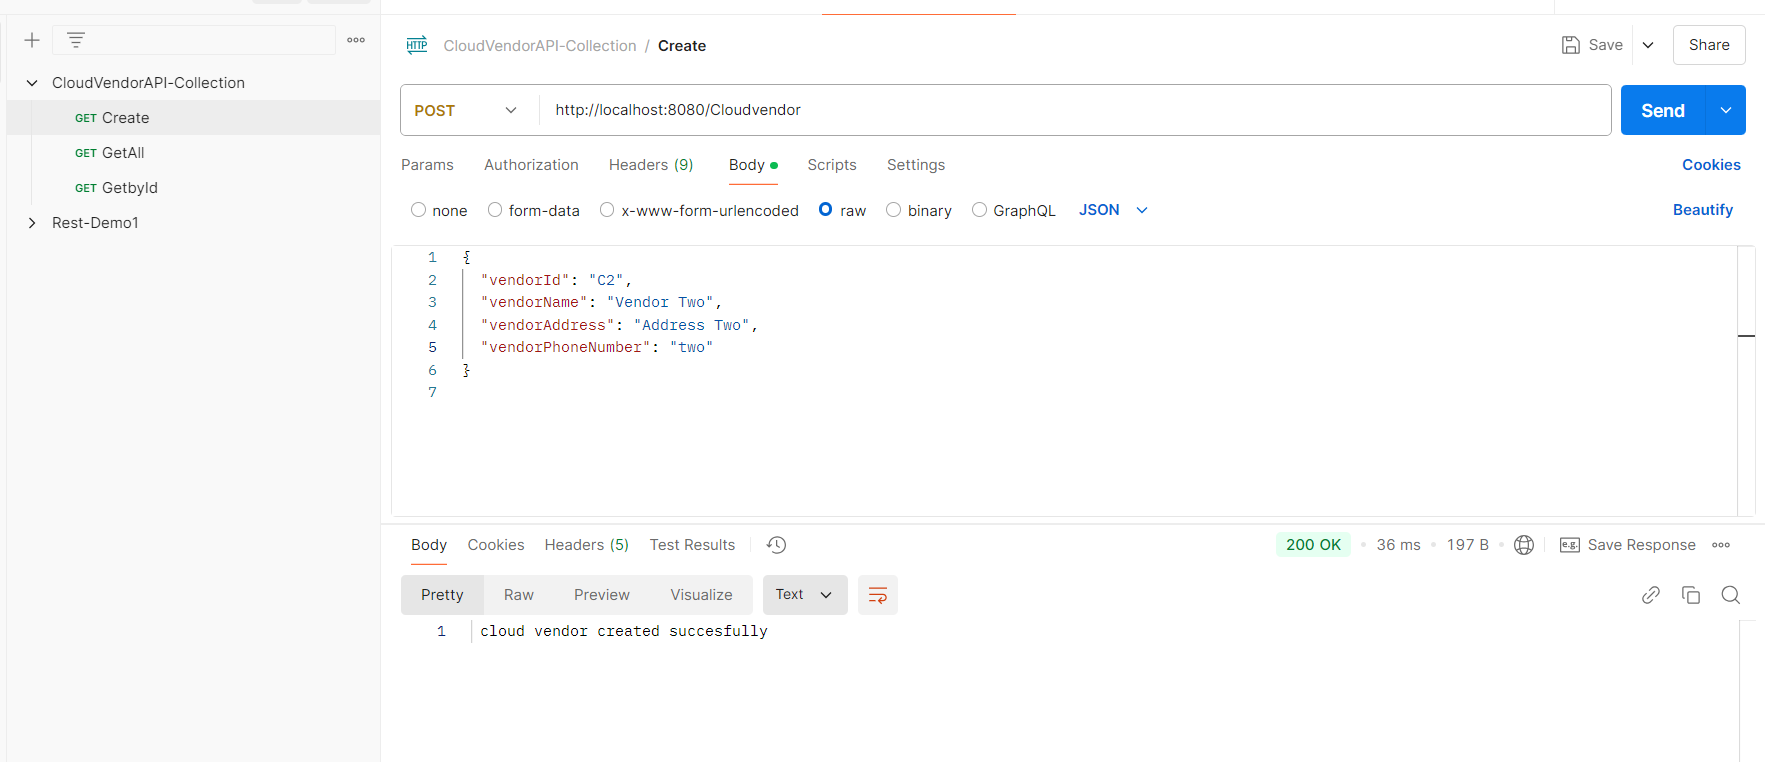 CloudVendorAPI-Collection
GET Create
GET GetAll
GET GetbyId
Rest-Demo1
HTTP CloudVendorAPI-Collection / Create
Save
Share
POST http://localhost:8080/Cloudvendor
Send
Params Authorization Headers (9) Body Scripts Settings Cookies
none form-data x-www-form-urlencoded raw binary GraphQL JSON Beautify
1 {
2 "vendorId": "C2",
3 "vendorName": "Vendor Two",
4 "vendorAddress": "Address Two",
5 "vendorPhoneNumber": "two"
6 }
7
Body Cookies Headers (5) Test Results 200 OK • 36 ms • 197 B • e.g. Save Response
Pretty Raw Preview Visualize Text
1 cloud vendor created succesfully